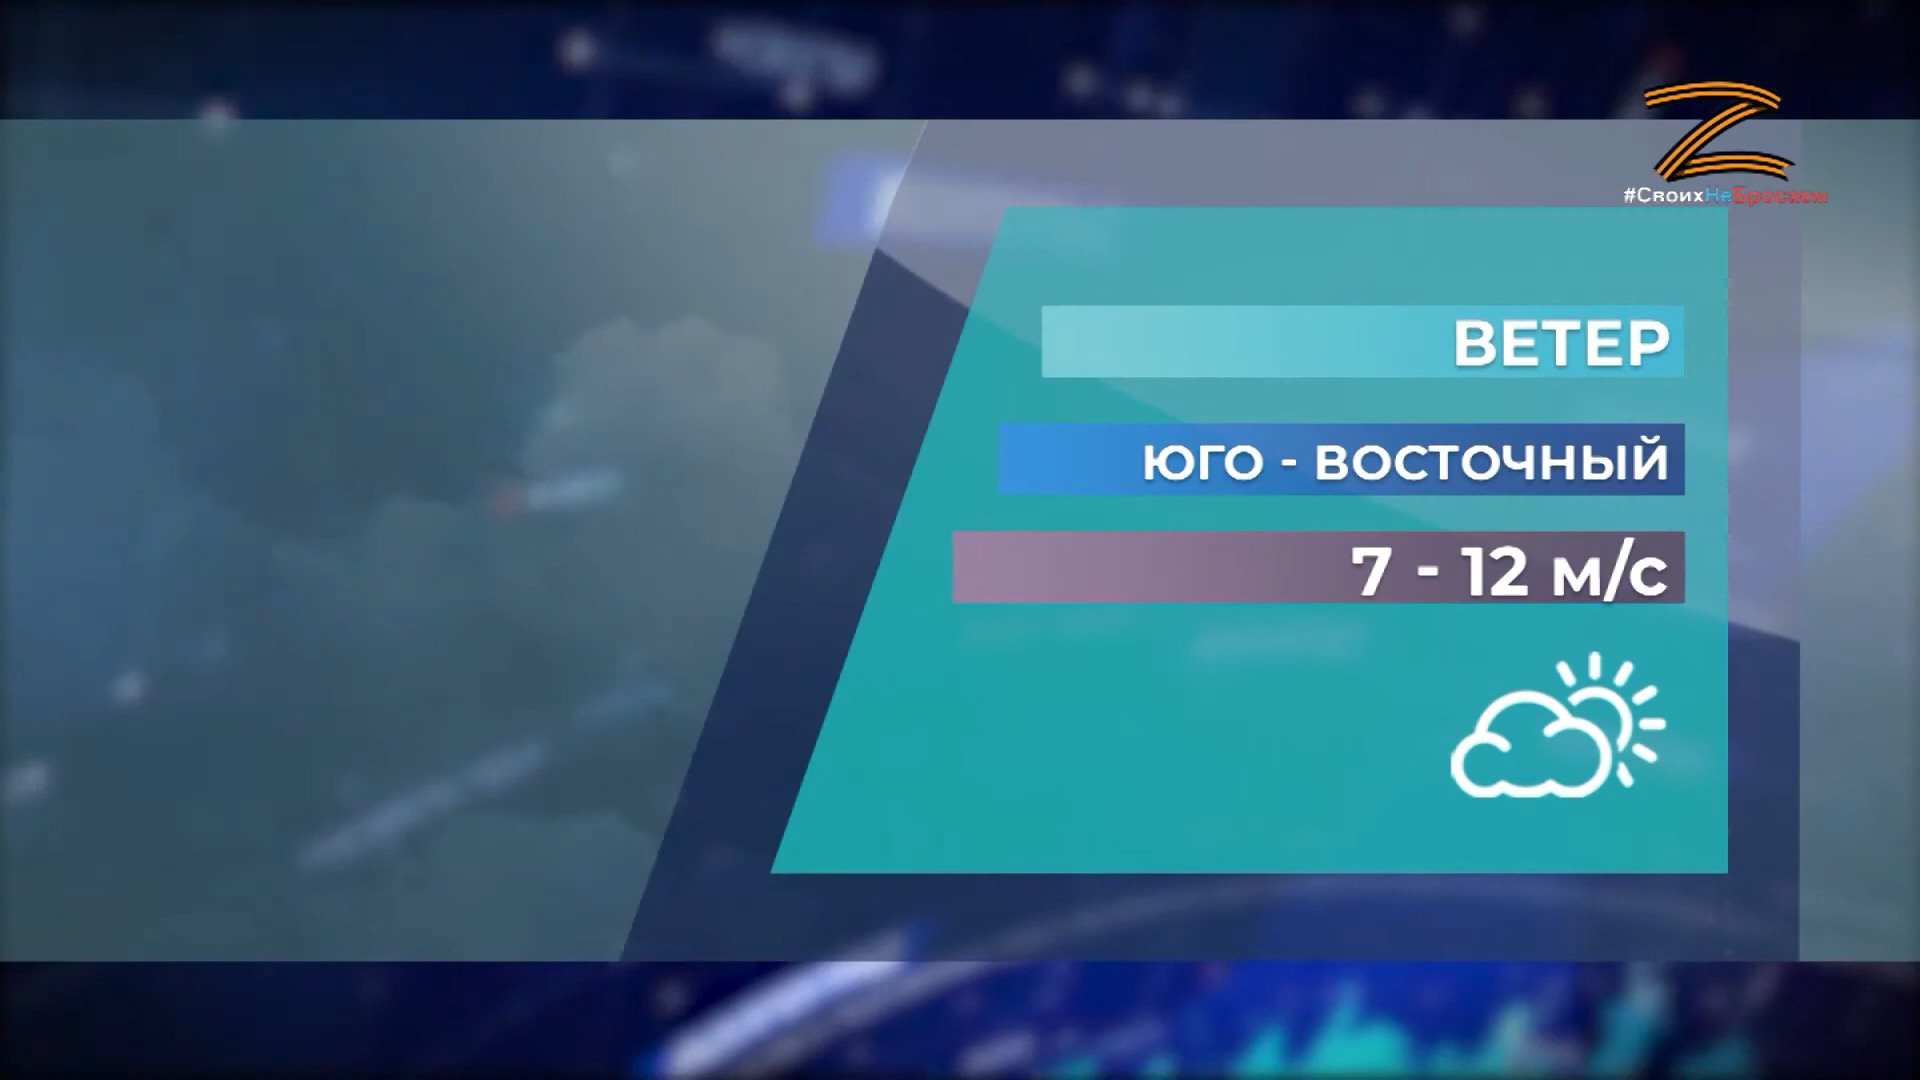 Z
#СвоихНеБросаем
ВЕТЕР
ЮГО - ВОСТОЧНЫЙ
7 - 12 м/с